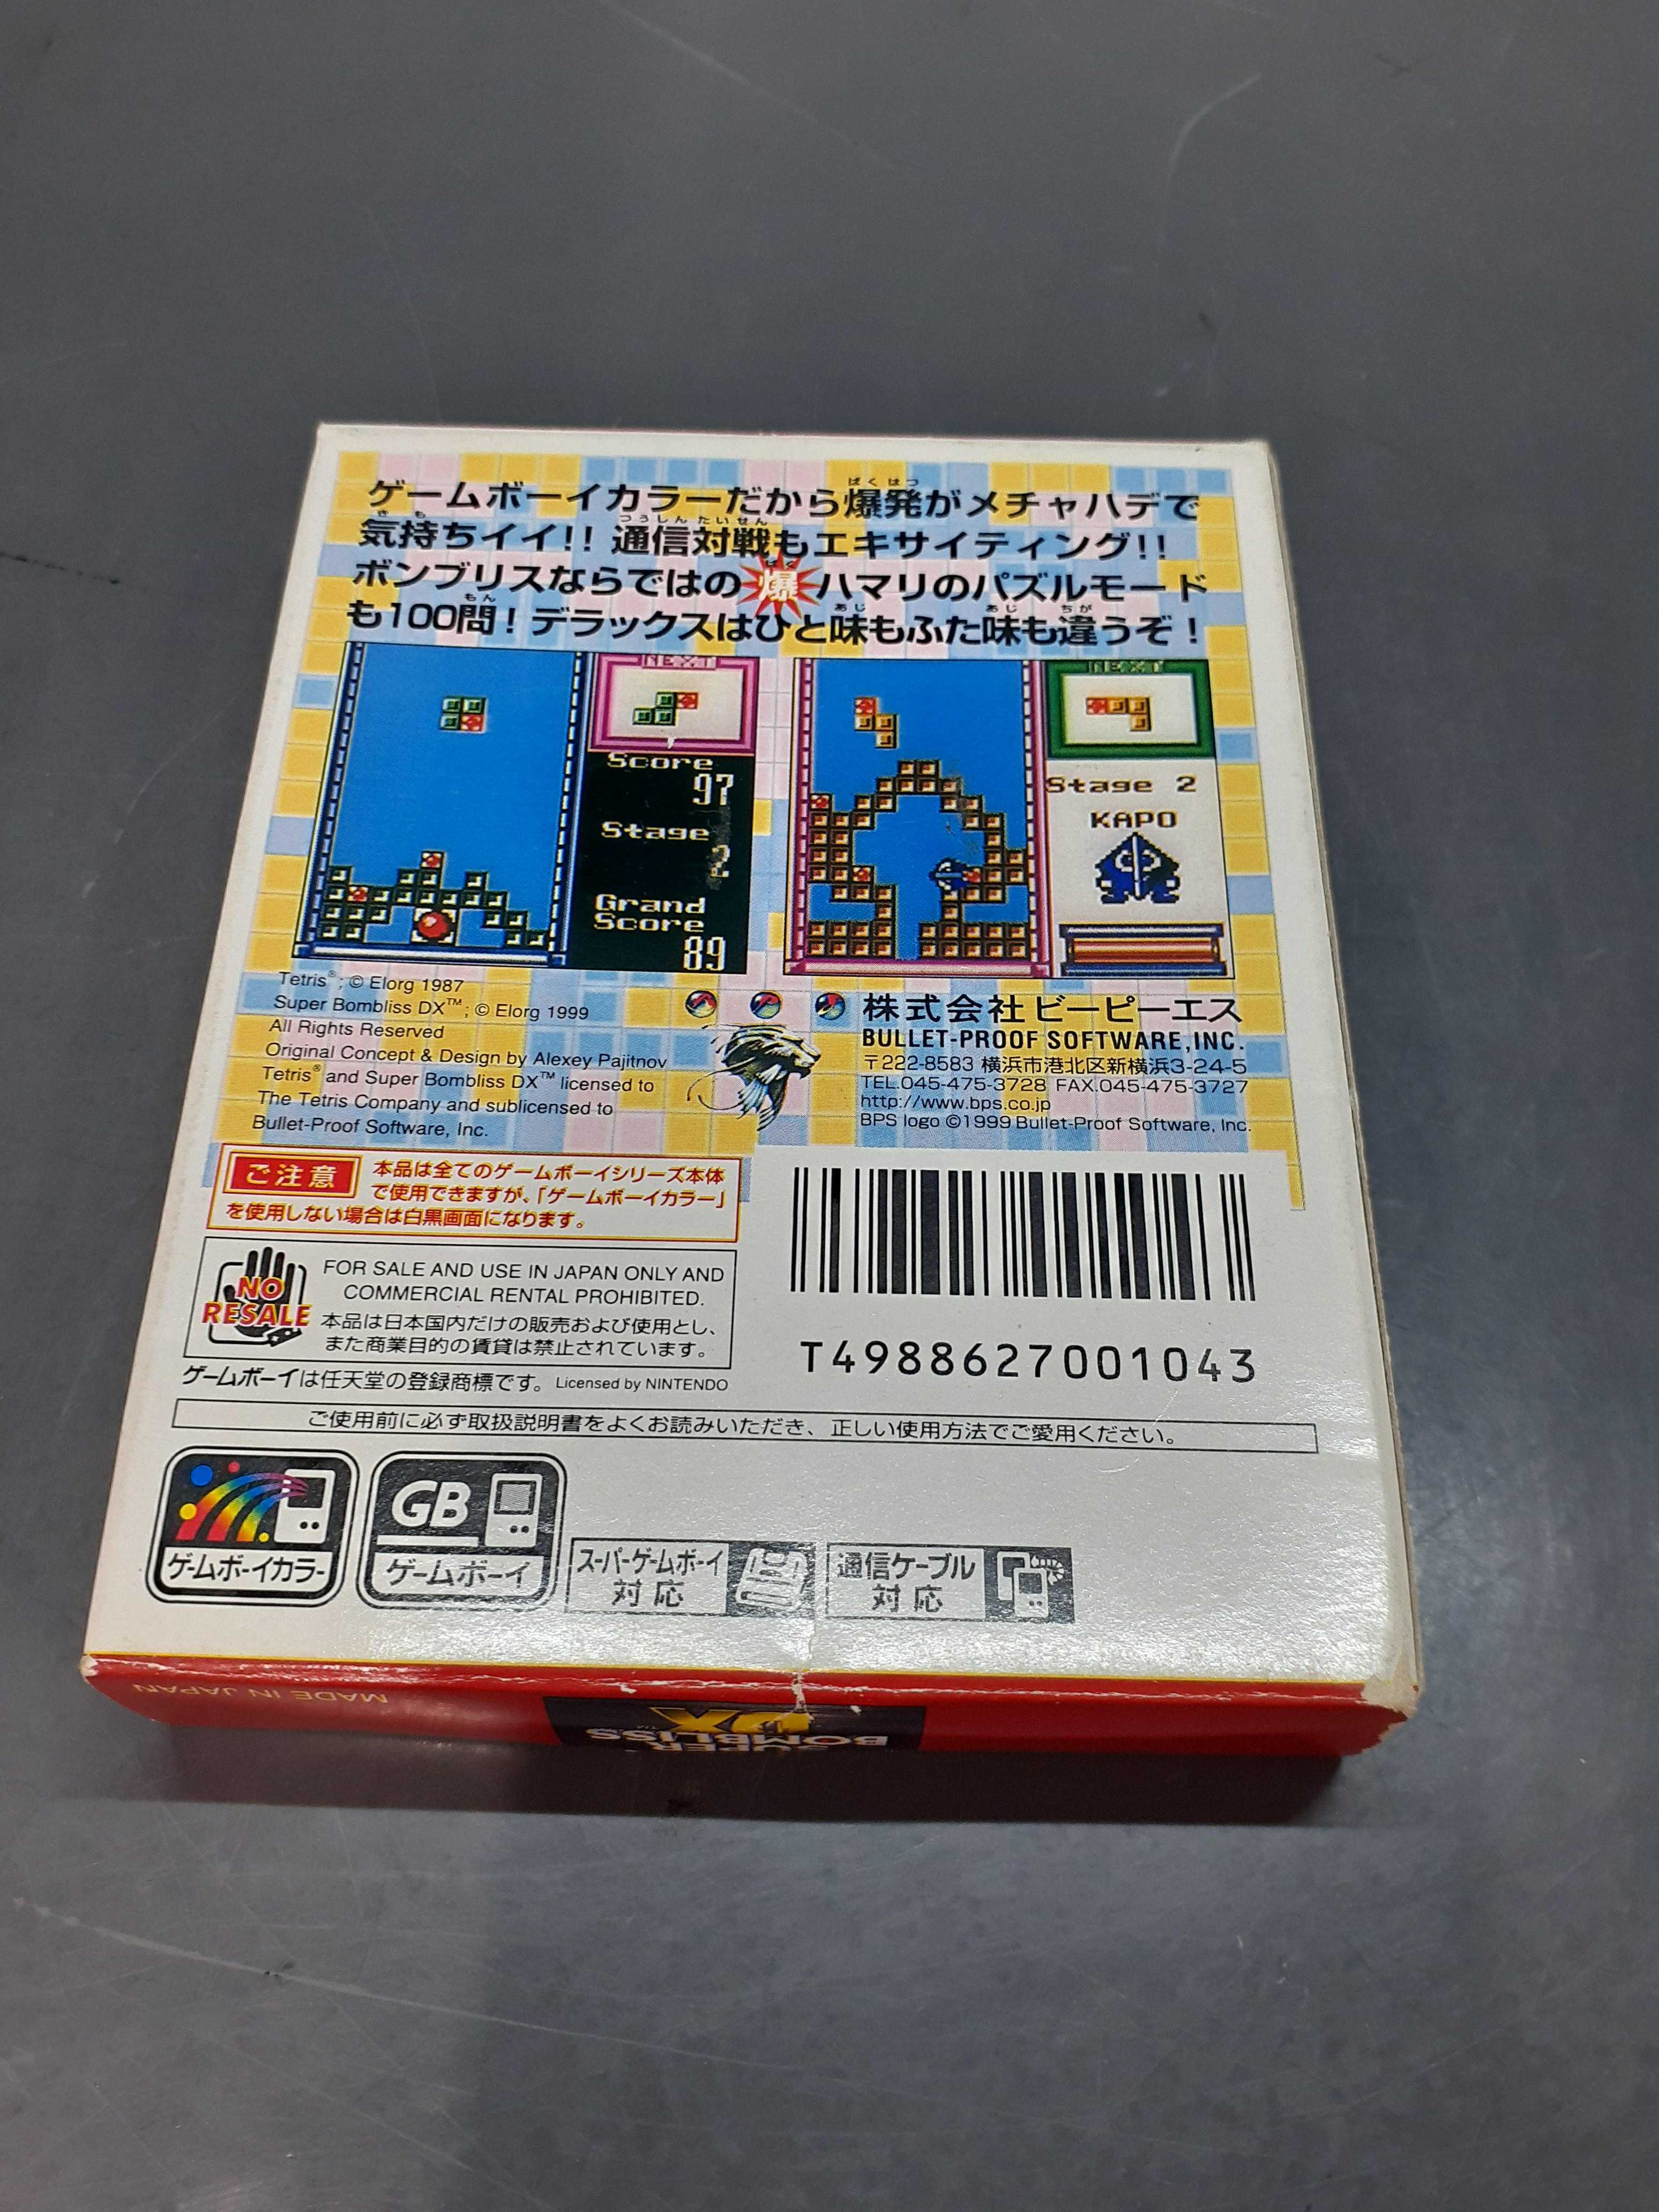 ゲームボーイカラーだから爆発がメチャハデで
気持ちイイ!! 通信対戦もエキサイティング!!
ボンブリスならではの爆ハマリのパズルモード
も100問！デラックスはひと味もふた味も違うぞ！
NEXT
Score
97
Stage
2
Grand
Score
89
NEXT
Stage 2
KAPO
Tetris®; © Elorg 1987
Super Bombliss DX™; © Elorg 1999
All Rights Reserved
Original Concept & Design by Alexey Pajitnov
Tetris® and Super Bombliss DX™ licensed to
The Tetris Company and sublicensed to
Bullet-Proof Software, Inc.
株式会社ビーピーエス
BULLET-PROOF SOFTWARE, INC.
〒222-8583 横浜市港北区新横浜3-24-5
TEL.045-475-3728 FAX.045-475-3727
http://www.bps.co.jp
BPS logo ©1999 Bullet-Proof Software, Inc.
ご注意
本品は全てのゲームボーイシリーズ本体
で使用できますが、「ゲームボーイカラー」
を使用しない場合は白黒画面になります。
NO
RESALE
FOR SALE AND USE IN JAPAN ONLY AND
COMMERCIAL RENTAL PROHIBITED.
本品は日本国内だけの販売および使用とし、
また商業目的の賃貸は禁止されています。
ゲームボーイは任天堂の登録商標です。 Licensed by NINTENDO
T4988627001043
ご使用前に必ず取扱説明書をよくお読みいただき、正しい使用方法でご愛用ください。
ゲームボーイカラー
GB
ゲームボーイ
スーパーゲームボーイ
対応
通信ケーブル
対応
MADE IN JAPAN
SUPER
BOMBLISS
DX